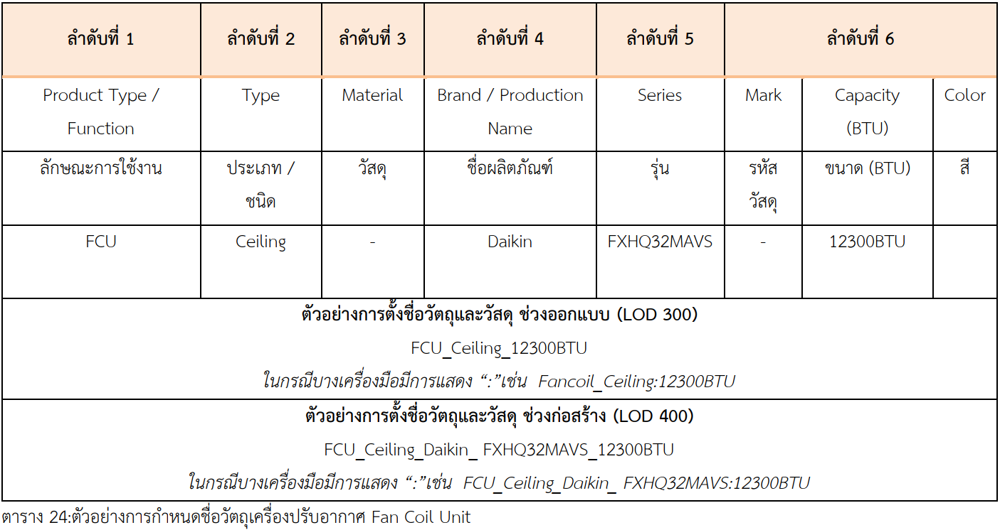 ลำดับที่ 1 ลำดับที่ 2 ลำดับที่ 3 ลำดับที่ 4 ลำดับที่ 5 ลำดับที่ 6
Product Type / Type Material Brand / Production Series Mark Capacity Color
Function Name (BTU)
ลักษณะการใช้งาน ประเภท / วัสดุ ชื่อผลิตภัณฑ์ รุ่น รหัส ขนาด (BTU) สี
ชนิด วัสดุ
FCU Ceiling - Daikin FXHQ32MAVS - 12300BTU
ตัวอย่างการตั้งชื่อวัตถุและวัสดุ ช่วงออกแบบ (LOD 300)
FCU_Ceiling_12300BTU
ในกรณีบางเครื่องมือมีการแสดง “:”เช่น Fancoil_Ceiling:12300BTU
ตัวอย่างการตั้งชื่อวัตถุและวัสดุ ช่วงก่อสร้าง (LOD 400)
FCU_Ceiling_Daikin_ FXHQ32MAVS_12300BTU
ในกรณีบางเครื่องมือมีการแสดง “:”เช่น FCU_Ceiling_Daikin_ FXHQ32MAVS:12300BTU
ตาราง 24:ตัวอย่างการกำหนดชื่อวัตถุเครื่องปรับอากาศ Fan Coil Unit